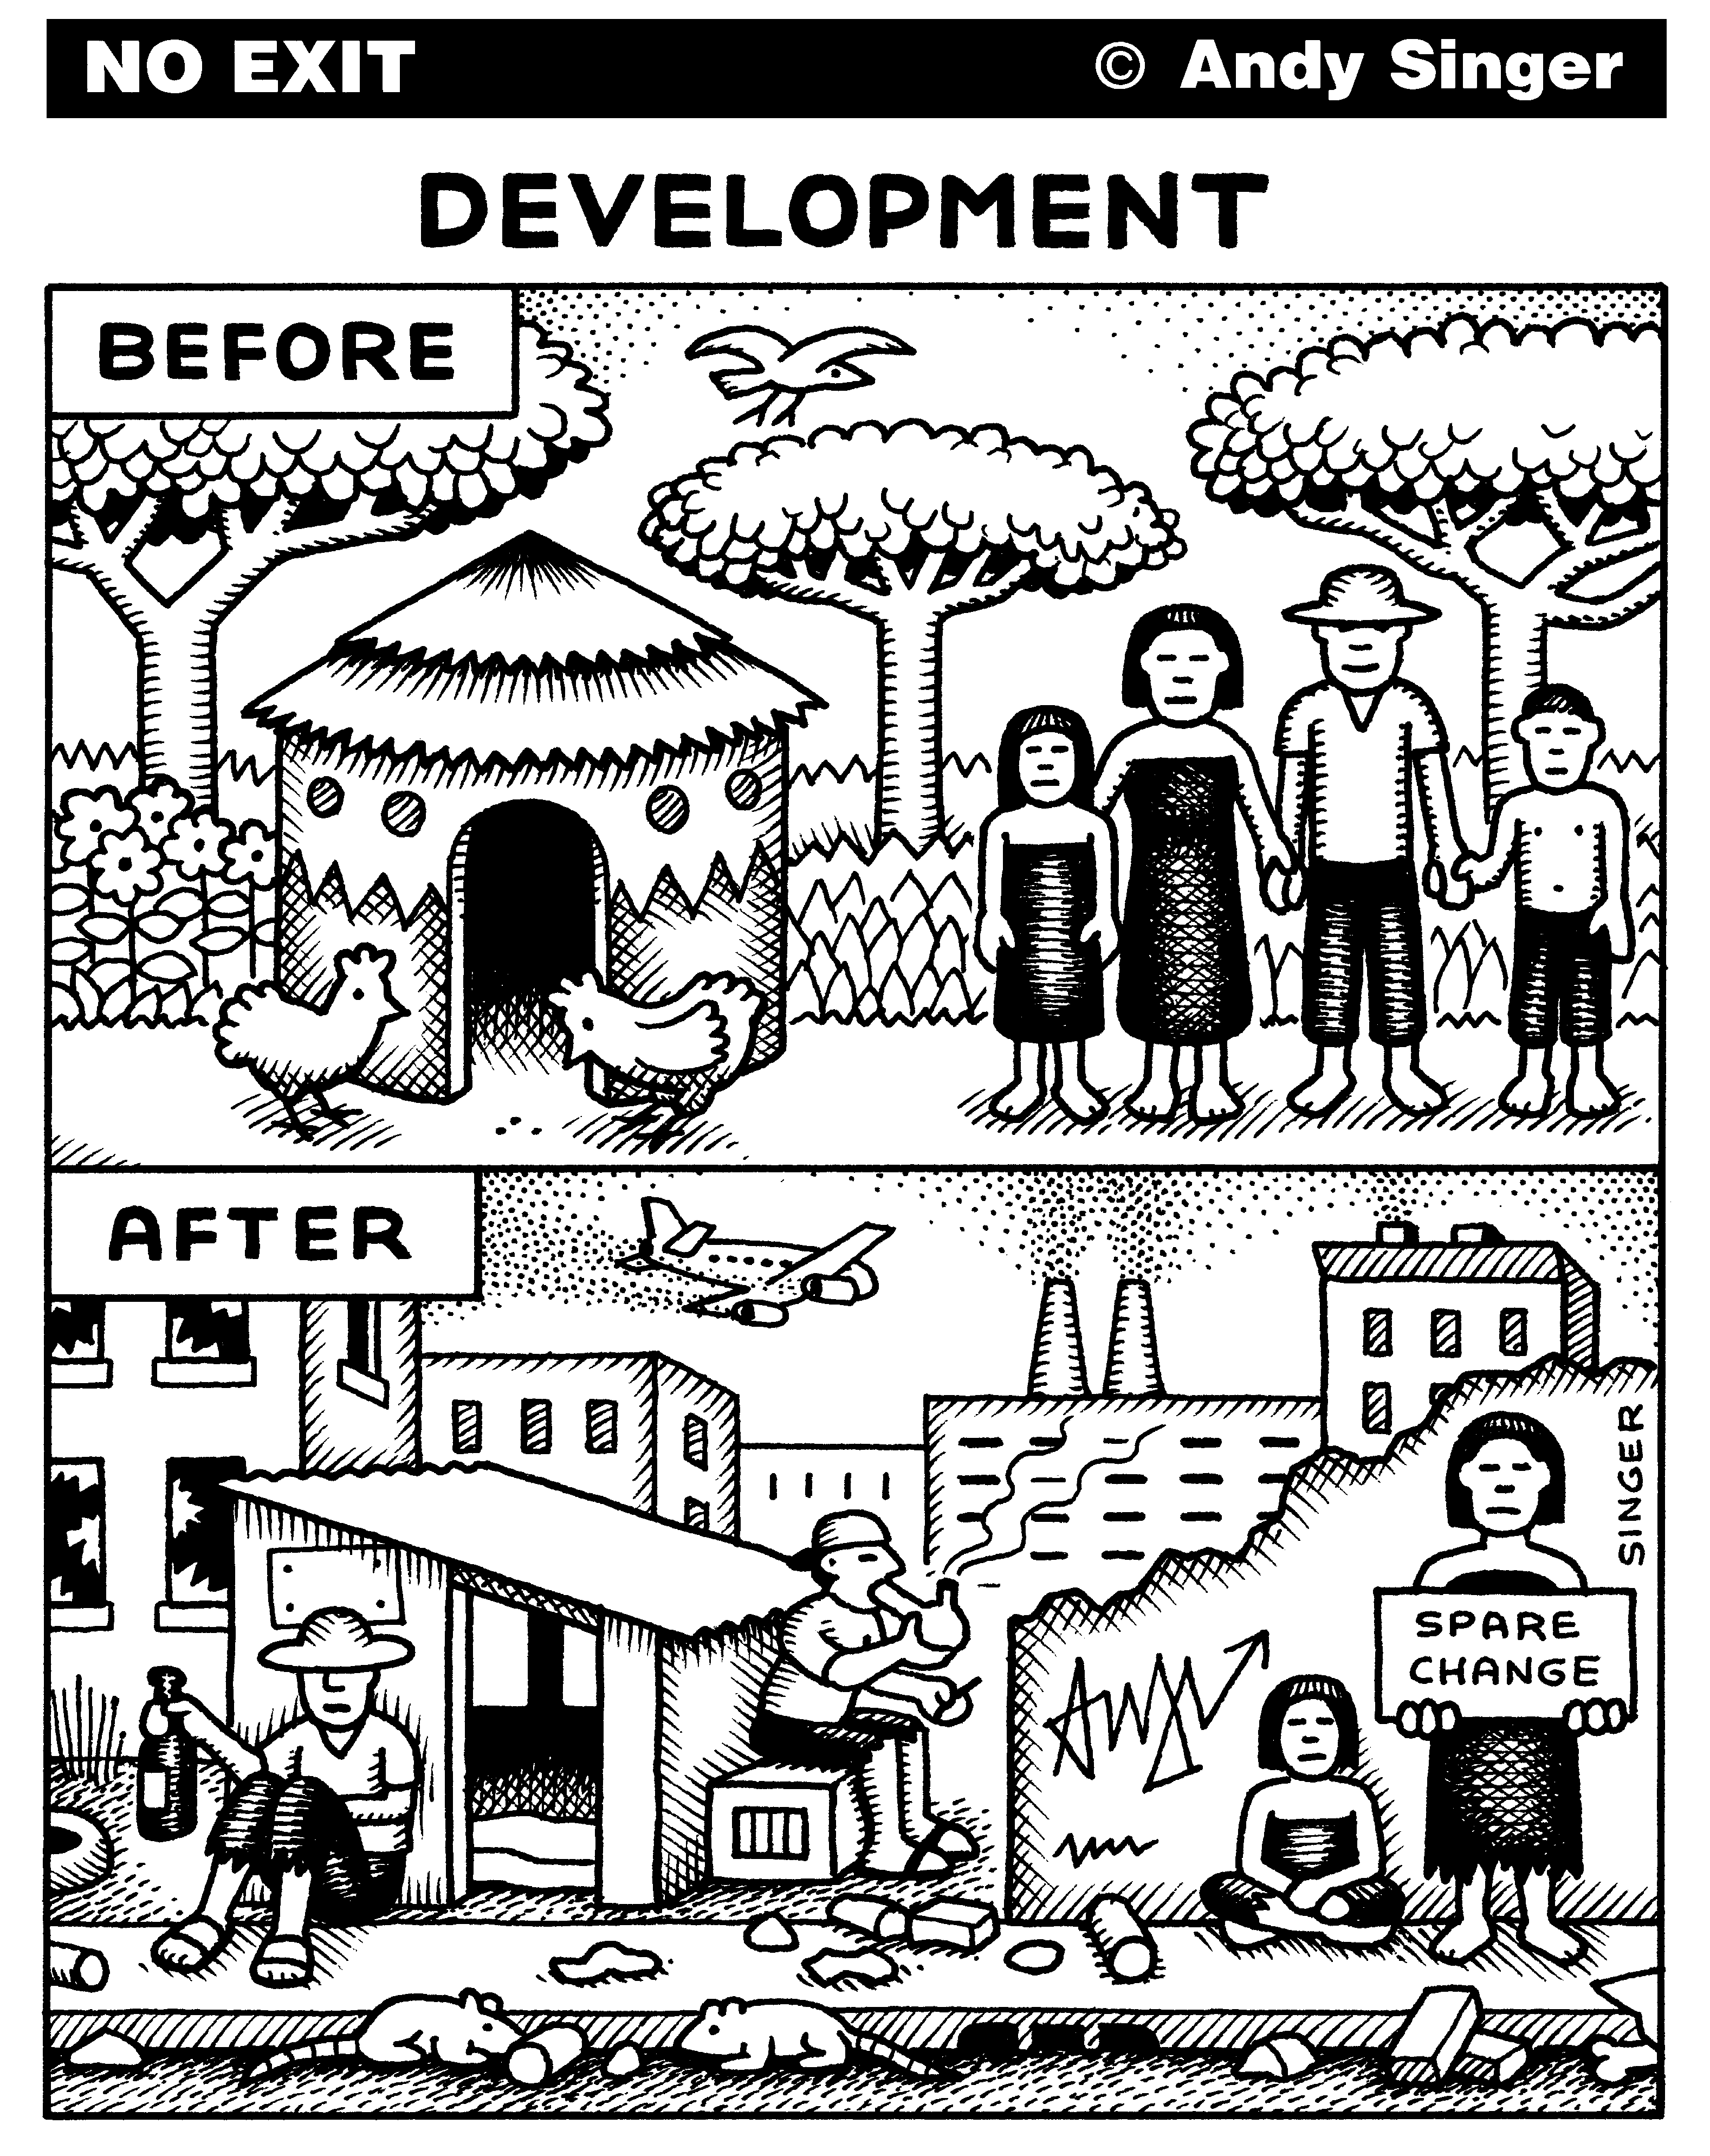 NO EXIT
© Andy Singer
DEVELOPMENT
BEFORE
AFTER
SINGER
SPARE
CHANGE